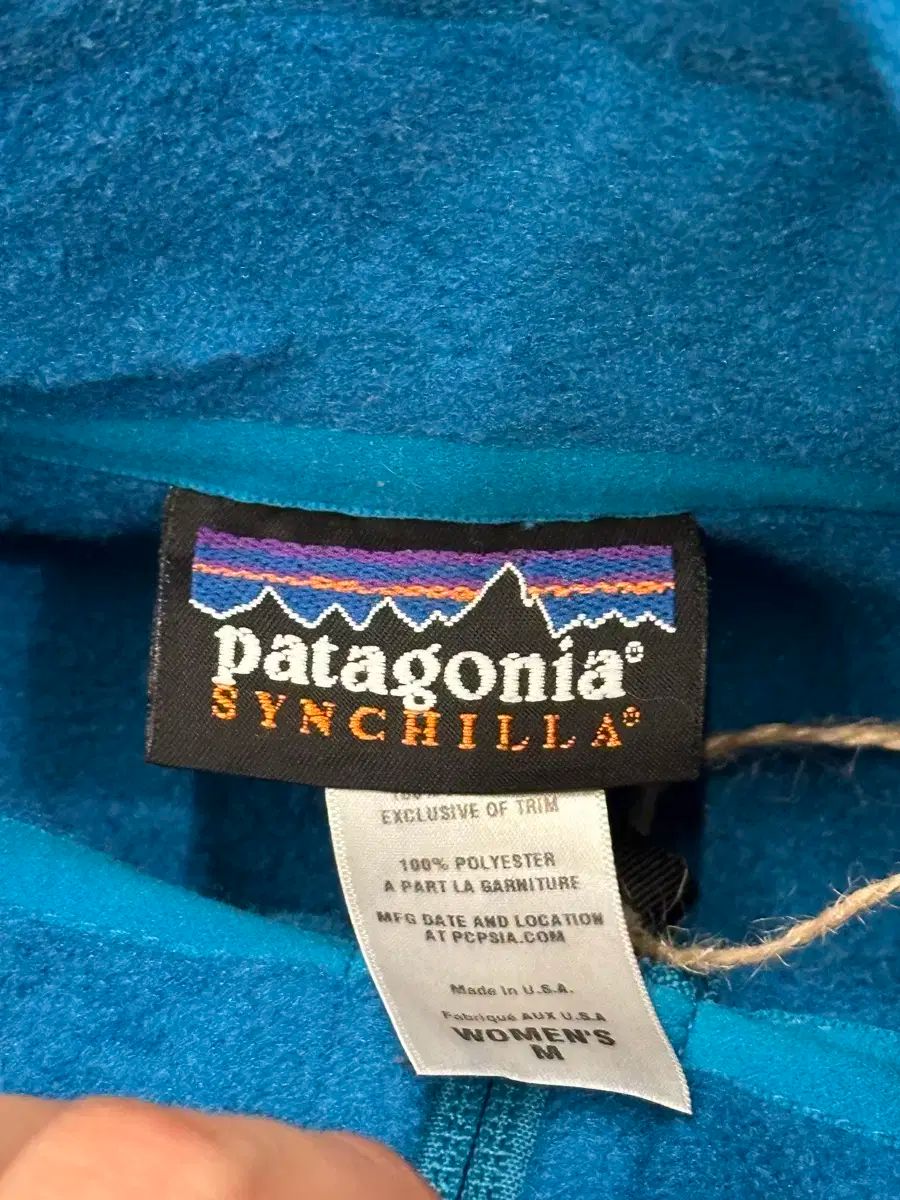 patagonia®
SYNCHILLA®
EXCLUSIVE OF TRIM
100% POLYESTER
A PART LA GARNITURE
MFG DATE AND LOCATION
AT PCPSIA.COM
Made in U.S.A.
Fabriqué AUX U.S.A
WOMEN'S
M